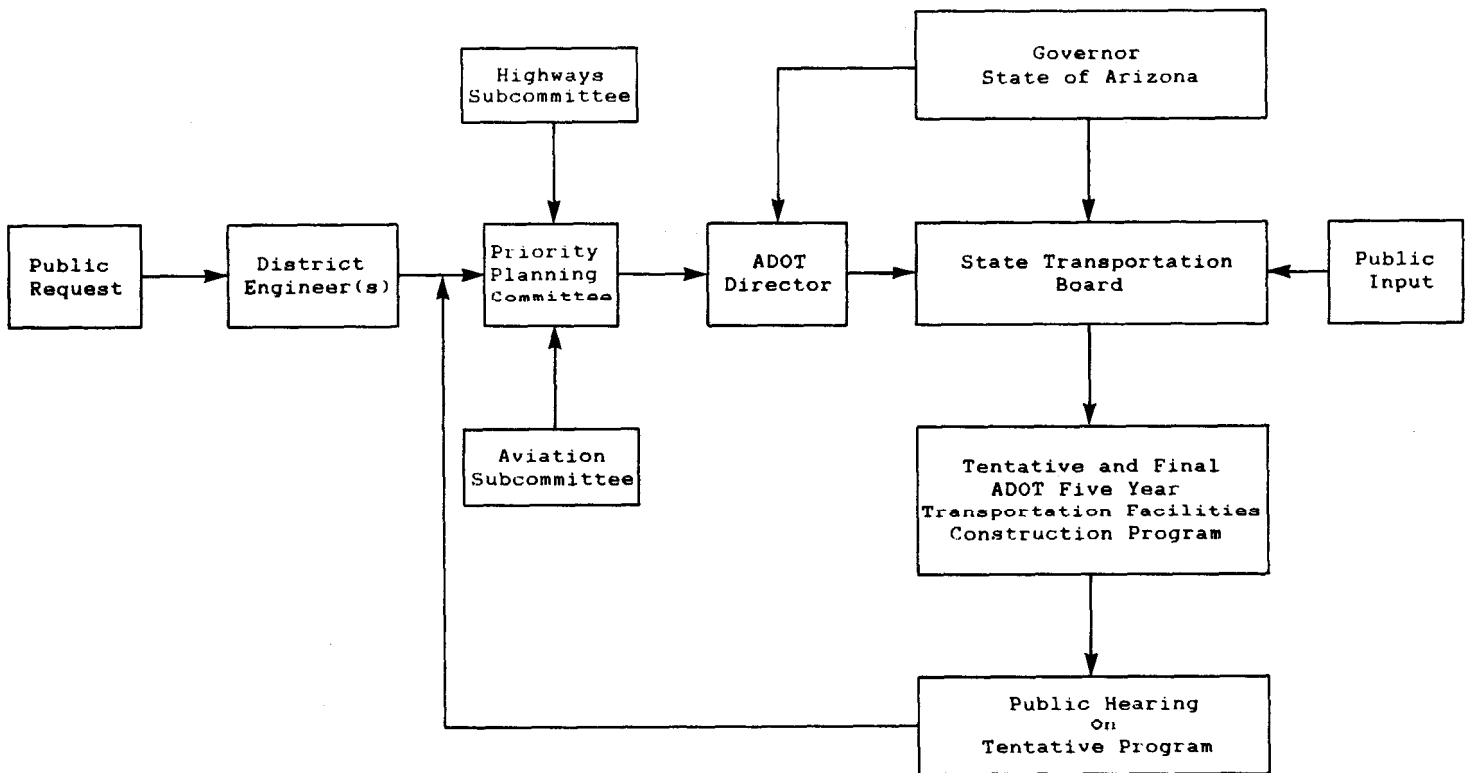 Governor
State of Arizona
Highways
Subcommittee
Public
Request
District
Engineer(s)
Priority
Planning
Committee
ADOT
Director
State Transportation
Board
Public
Input
Aviation
Subcommittee
Tentative and Final
ADOT Five Year
Transportation Facilities
Construction Program
Public Hearing
On
Tentative Program